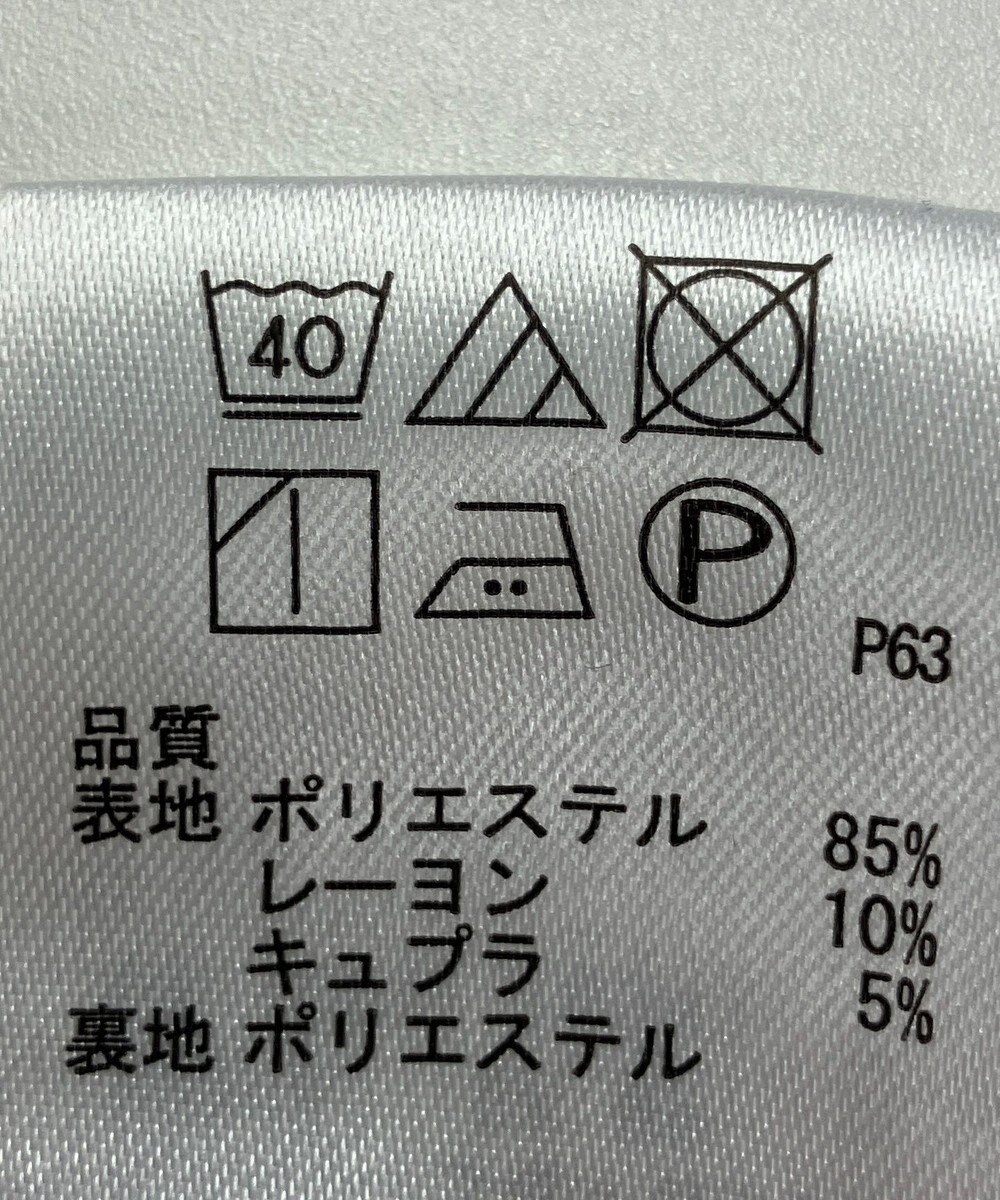 40
P
P63
品質
表地 ポリエステル 85%
レーヨン 10%
キュプラ 5%
裏地 ポリエステル